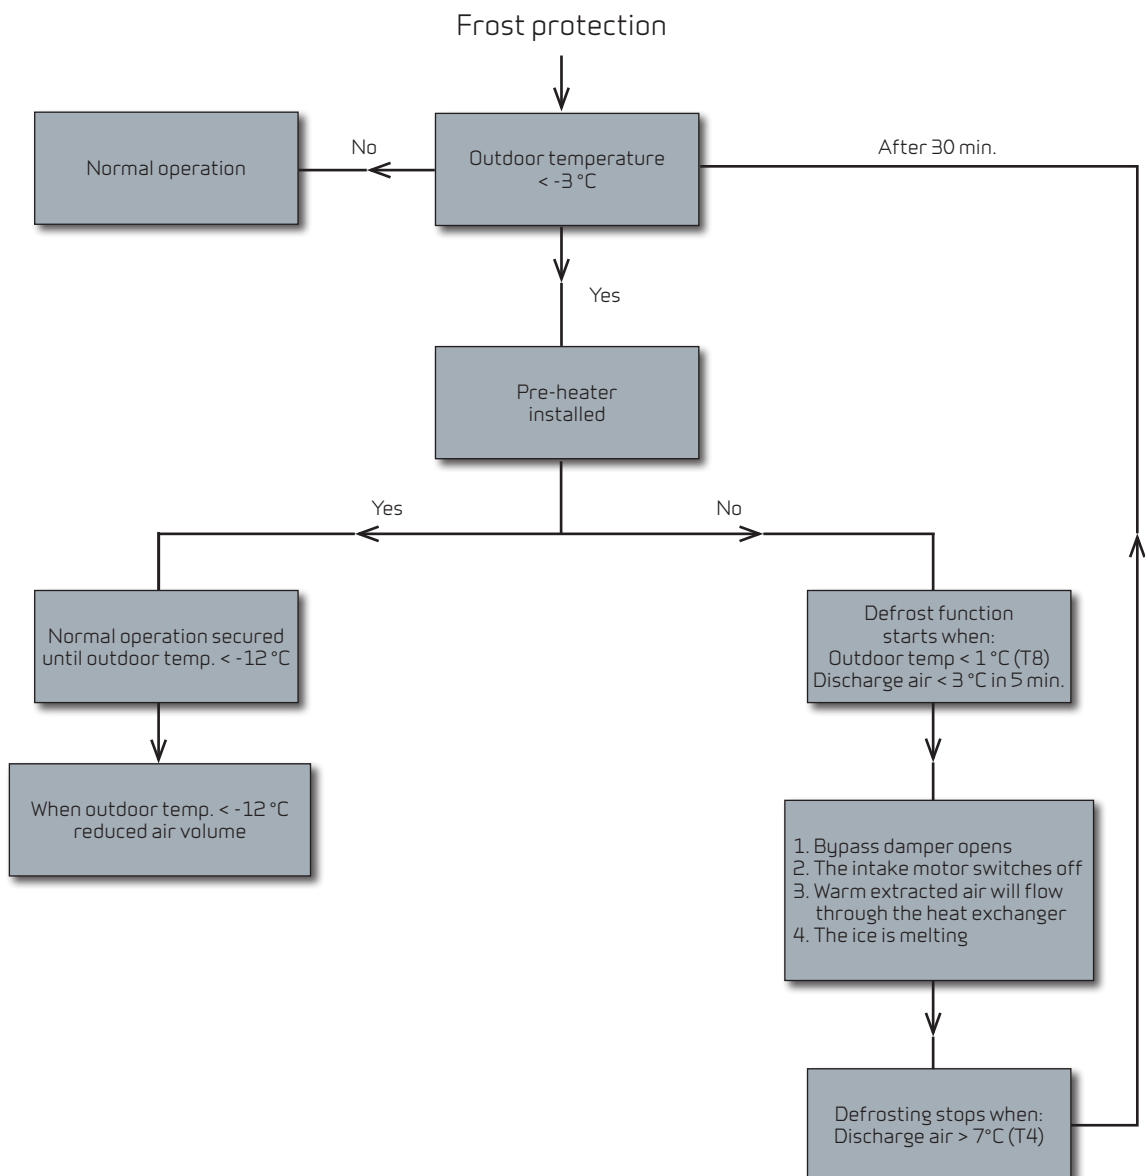 Frost protection
Normal operation
No
Outdoor temperature
< -3 °C
After 30 min.
Yes
Pre-heater
installed
Yes
No
Normal operation secured
until outdoor temp. < -12 °C
When outdoor temp. < -12 °C
reduced air volume
Defrost function
starts when:
Outdoor temp < 1 °C (T8)
Discharge air < 3 °C in 5 min.
1. Bypass damper opens
2. The intake motor switches off
3. Warm extracted air will flow
through the heat exchanger
4. The ice is melting
Defrosting stops when:
Discharge air > 7°C (T4)